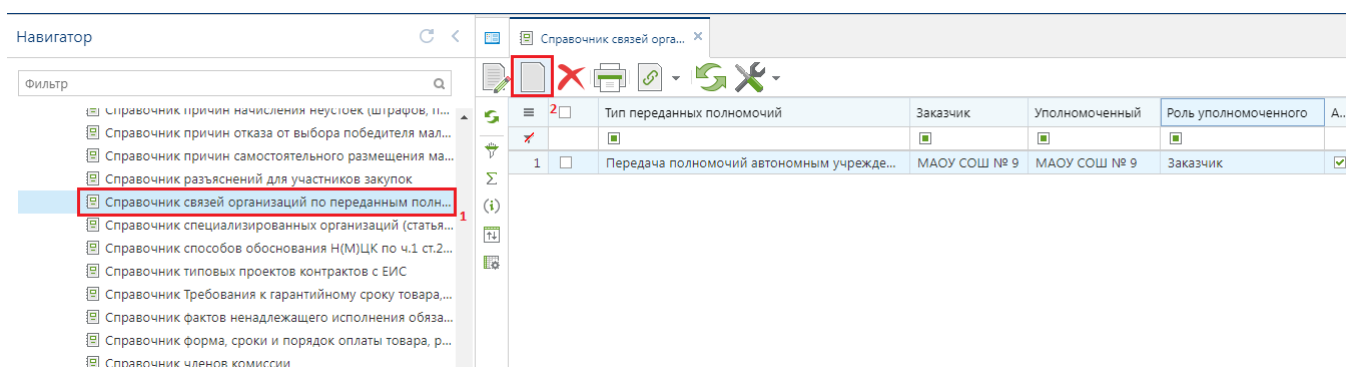 Навигатор
Справочник связей орга... ×
Фильтр
Справочник причин начисления неустоек (штрафов, п...
Справочник причин отказа от выбора победителя мал...
Справочник причин самостоятельного размещения ма...
Справочник разъяснений для участников закупок
Справочник связей организаций по переданным полн...
1
Справочник специализированных организаций (статья...
Справочник способов обоснования Н(М)ЦК по ч.1 ст.2...
Справочник типовых проектов контрактов с ЕИС
Справочник Требования к гарантийному сроку товара,...
Справочник фактов ненадлежащего исполнения обяза...
Справочник форма, сроки и порядок оплаты товара, р...
Справочник членов комиссии
2 Тип переданных полномочий Заказчик Уполномоченный Роль уполномоченного А...
1 Передача полномочий автономным учрежде... МАОУ СОШ № 9 МАОУ СОШ № 9 Заказчик